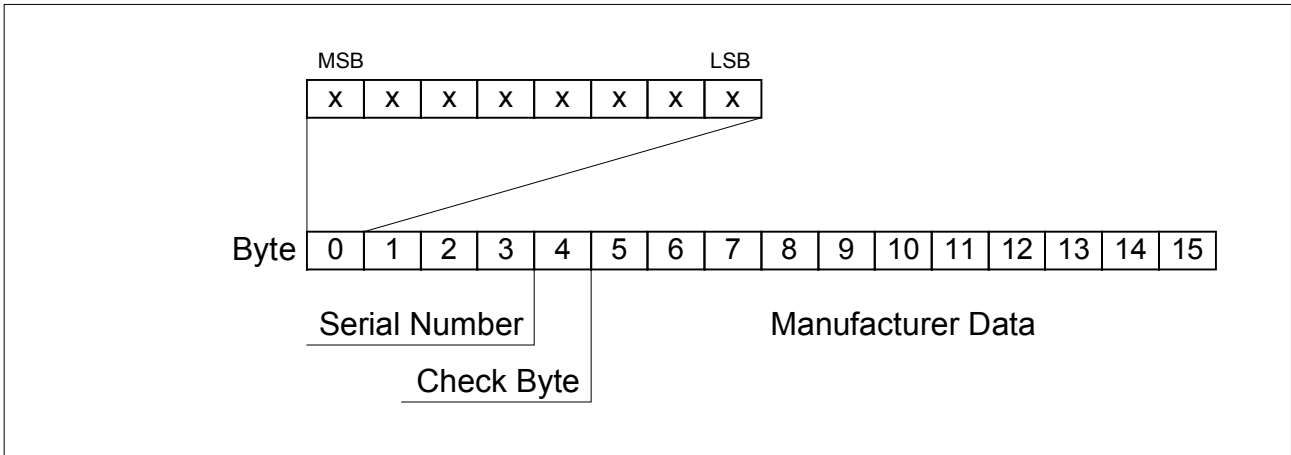 MSB LSB
x x x x x x x x
Byte 0 1 2 3 4 5 6 7 8 9 10 11 12 13 14 15
Serial Number Manufacturer Data
Check Byte